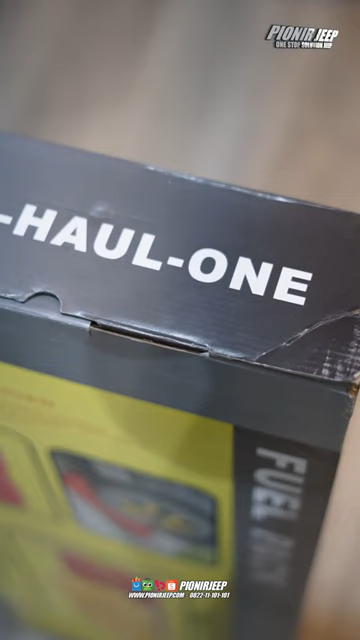 PIONIRJEEP
ONE STOP SOLUTION JEEP
-HAUL-ONE
FUEL
PIONIRJEEP
WWW.PIONIRJEEP.COM 0822-11-101-101